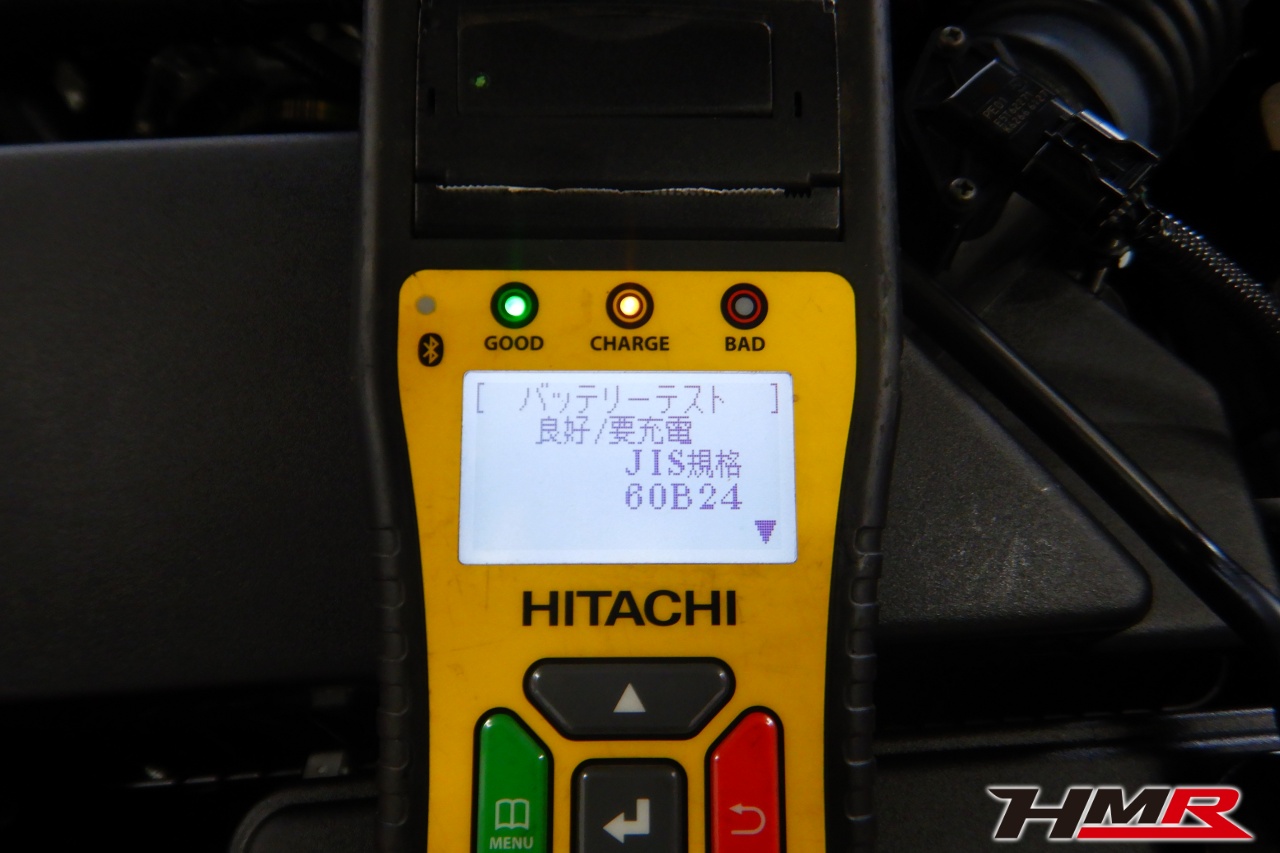 GOOD
CHARGE
BAD
[ バッテリーテスト ]
良好/要充電
JIS規格
60B24
HITACHI
MENU
HMR